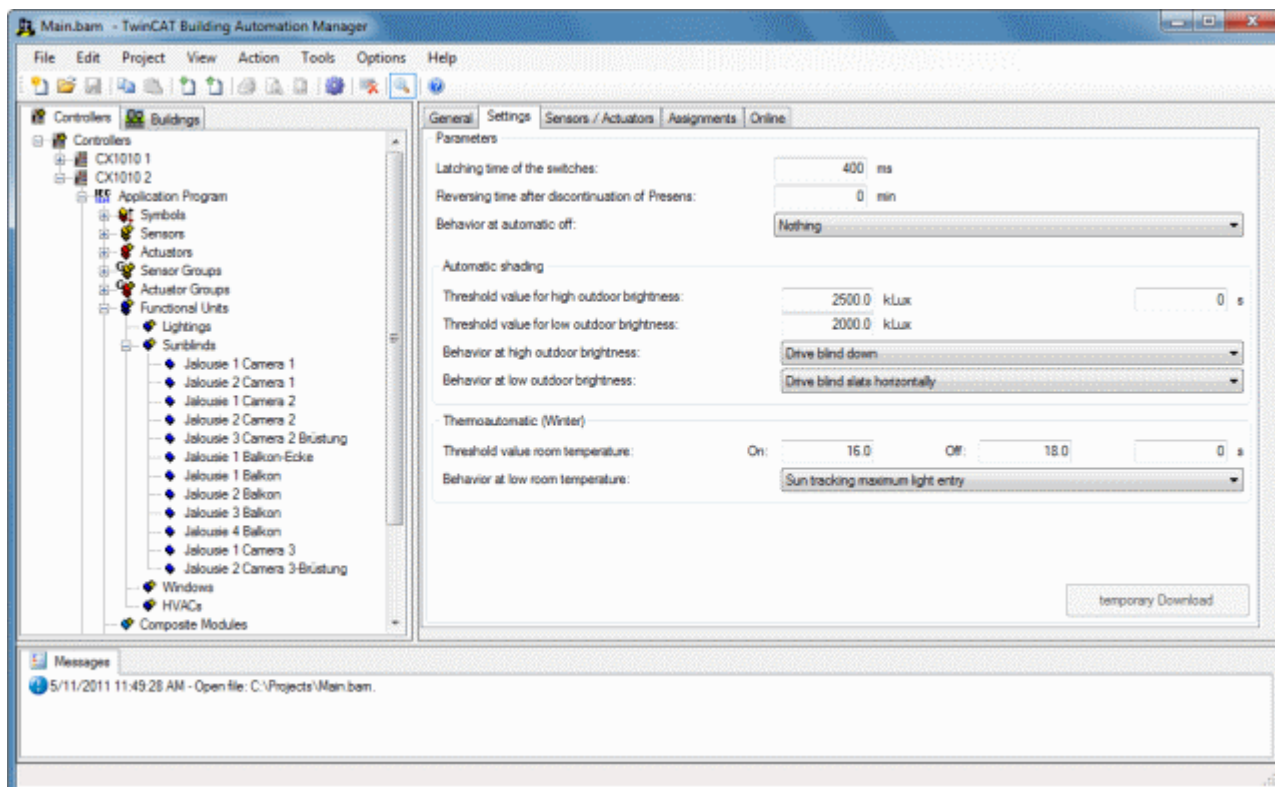 Main.bam - TwinCAT Building Automation Manager
File Edit Project View Action Tools Options Help
Controllers Buildings
Controllers
CX1010 1
CX1010 2
Application Program
Symbols
Sensors
Actuators
Sensor Groups
Actuator Groups
Functional Units
Lightings
Sunblinds
Jalousie 1 Camera 1
Jalousie 2 Camera 1
Jalousie 1 Camera 2
Jalousie 2 Camera 2
Jalousie 3 Camera 2 Brüstung
Jalousie 1 Balkon-Ecke
Jalousie 1 Balkon
Jalousie 2 Balkon
Jalousie 3 Balkon
Jalousie 4 Balkon
Jalousie 1 Camera 3
Jalousie 2 Camera 3-Brüstung
Windows
HVACs
Composite Modules
General Settings Sensors / Actuators Assignments Online
Parameters
Latching time of the switches: 400 ms
Reversing time after discontinuation of Presens: 0 min
Behavior at automatic off: Nothing
Automatic shading
Threshold value for high outdoor brightness: 2500.0 kLux 0 s
Threshold value for low outdoor brightness: 2000.0 kLux
Behavior at high outdoor brightness: Drive blind down
Behavior at low outdoor brightness: Drive blind slats horizontally
Thermoautomatic (Winter)
Threshold value room temperature: On: 16.0 Off: 18.0 0 s
Behavior at low room temperature: Sun tracking maximum light entry
temporary Download
Messages
5/11/2011 11:49:28 AM - Open file: C:\Projects\Main.bam.